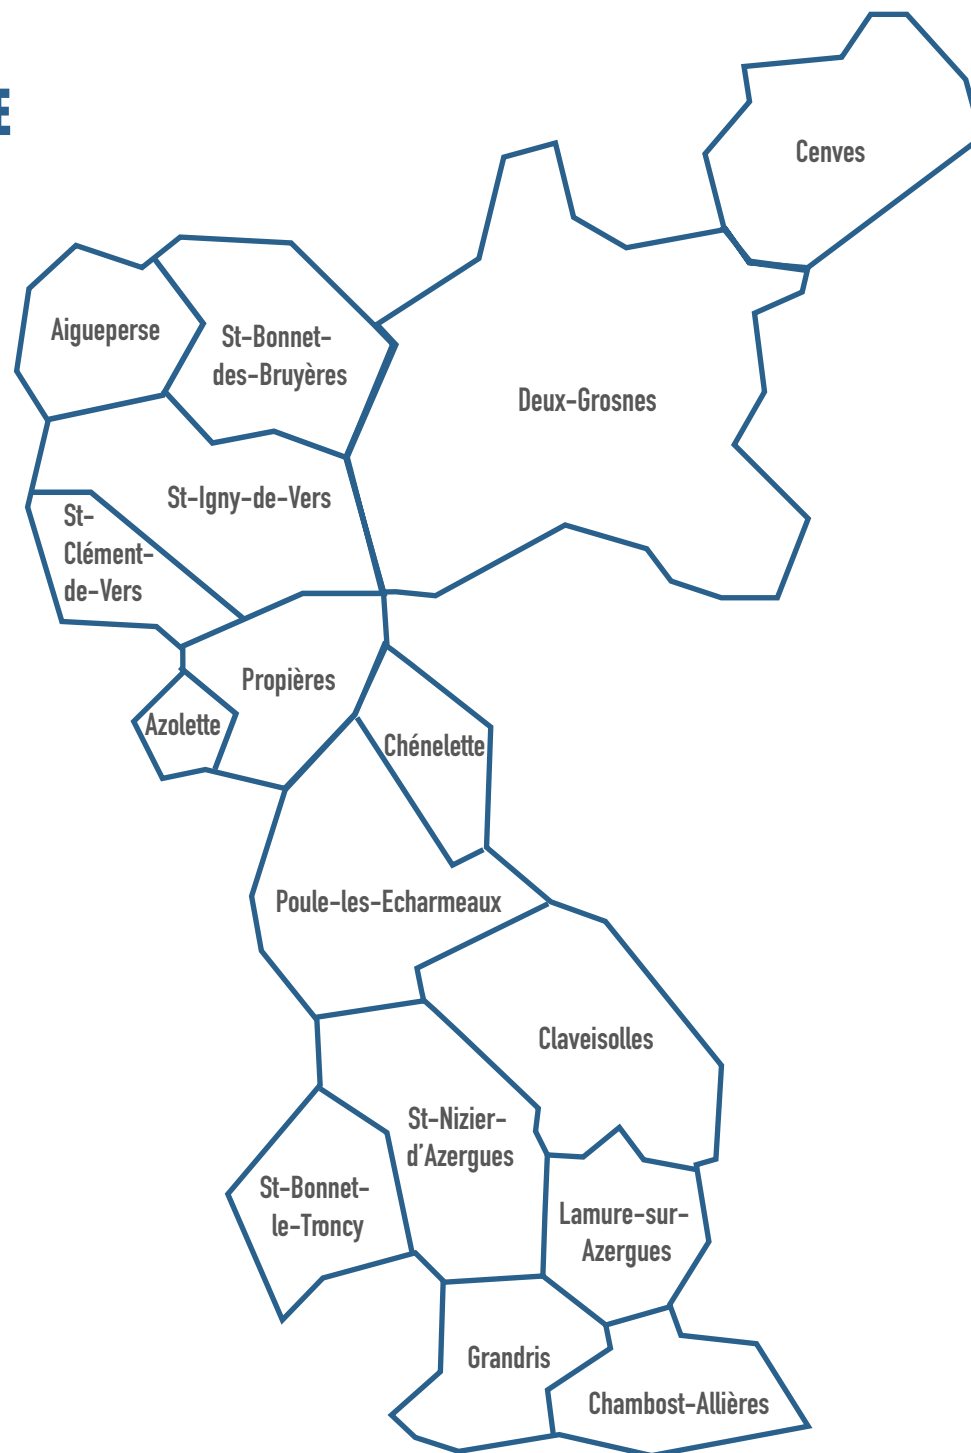 E
Cenves
Aigueperse
St-Bonnet-
des-Bruyères
Deux-Grosnes
St-Igny-de-Vers
St-
Clément-
de-Vers
Propières
Azolette
Chénelette
Poule-les-Echarmeaux
Claveisolles
St-Nizier-
d'Azergues
St-Bonnet-
le-Troncy
Lamure-sur-
Azergues
Grandris
Chambost-Allières